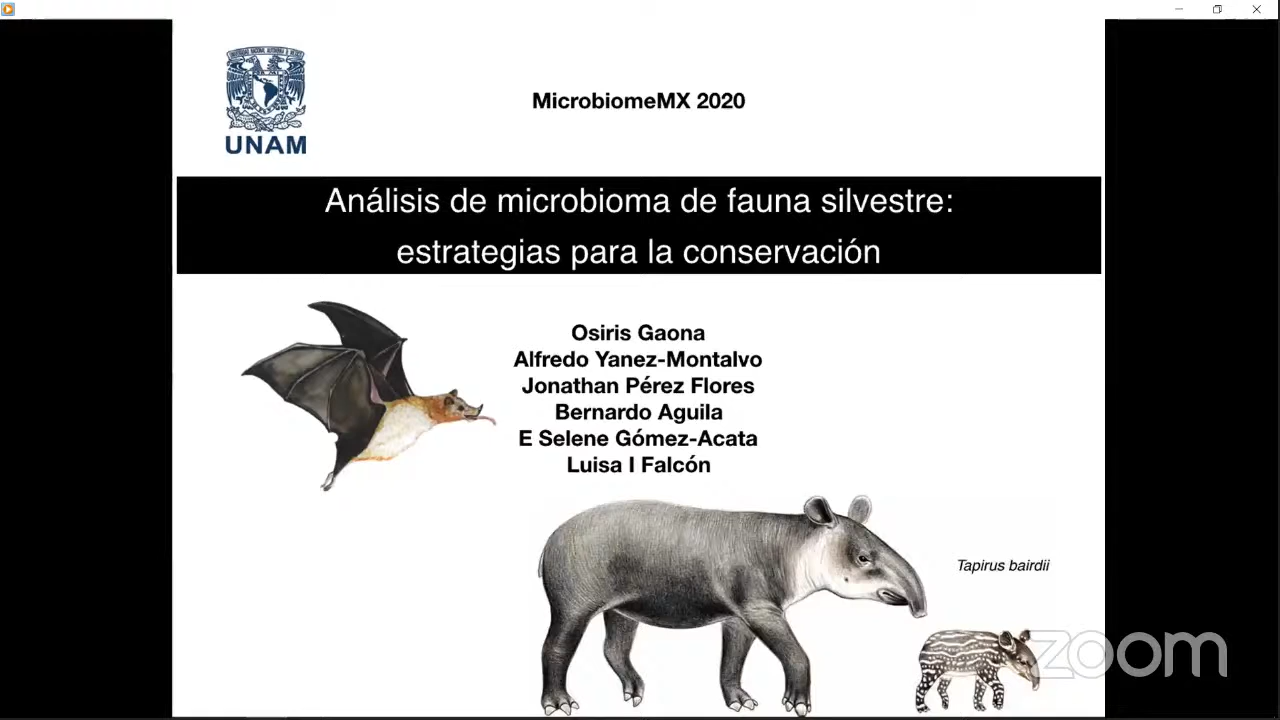 UNAM
MicrobiomeMX 2020
Análisis de microbioma de fauna silvestre:
estrategias para la conservación
Osiris Gaona
Alfredo Yanez-Montalvo
Jonathan Pérez Flores
Bernardo Aguila
E Selene Gómez-Acata
Luisa I Falcón
Tapirus bairdii
zoom